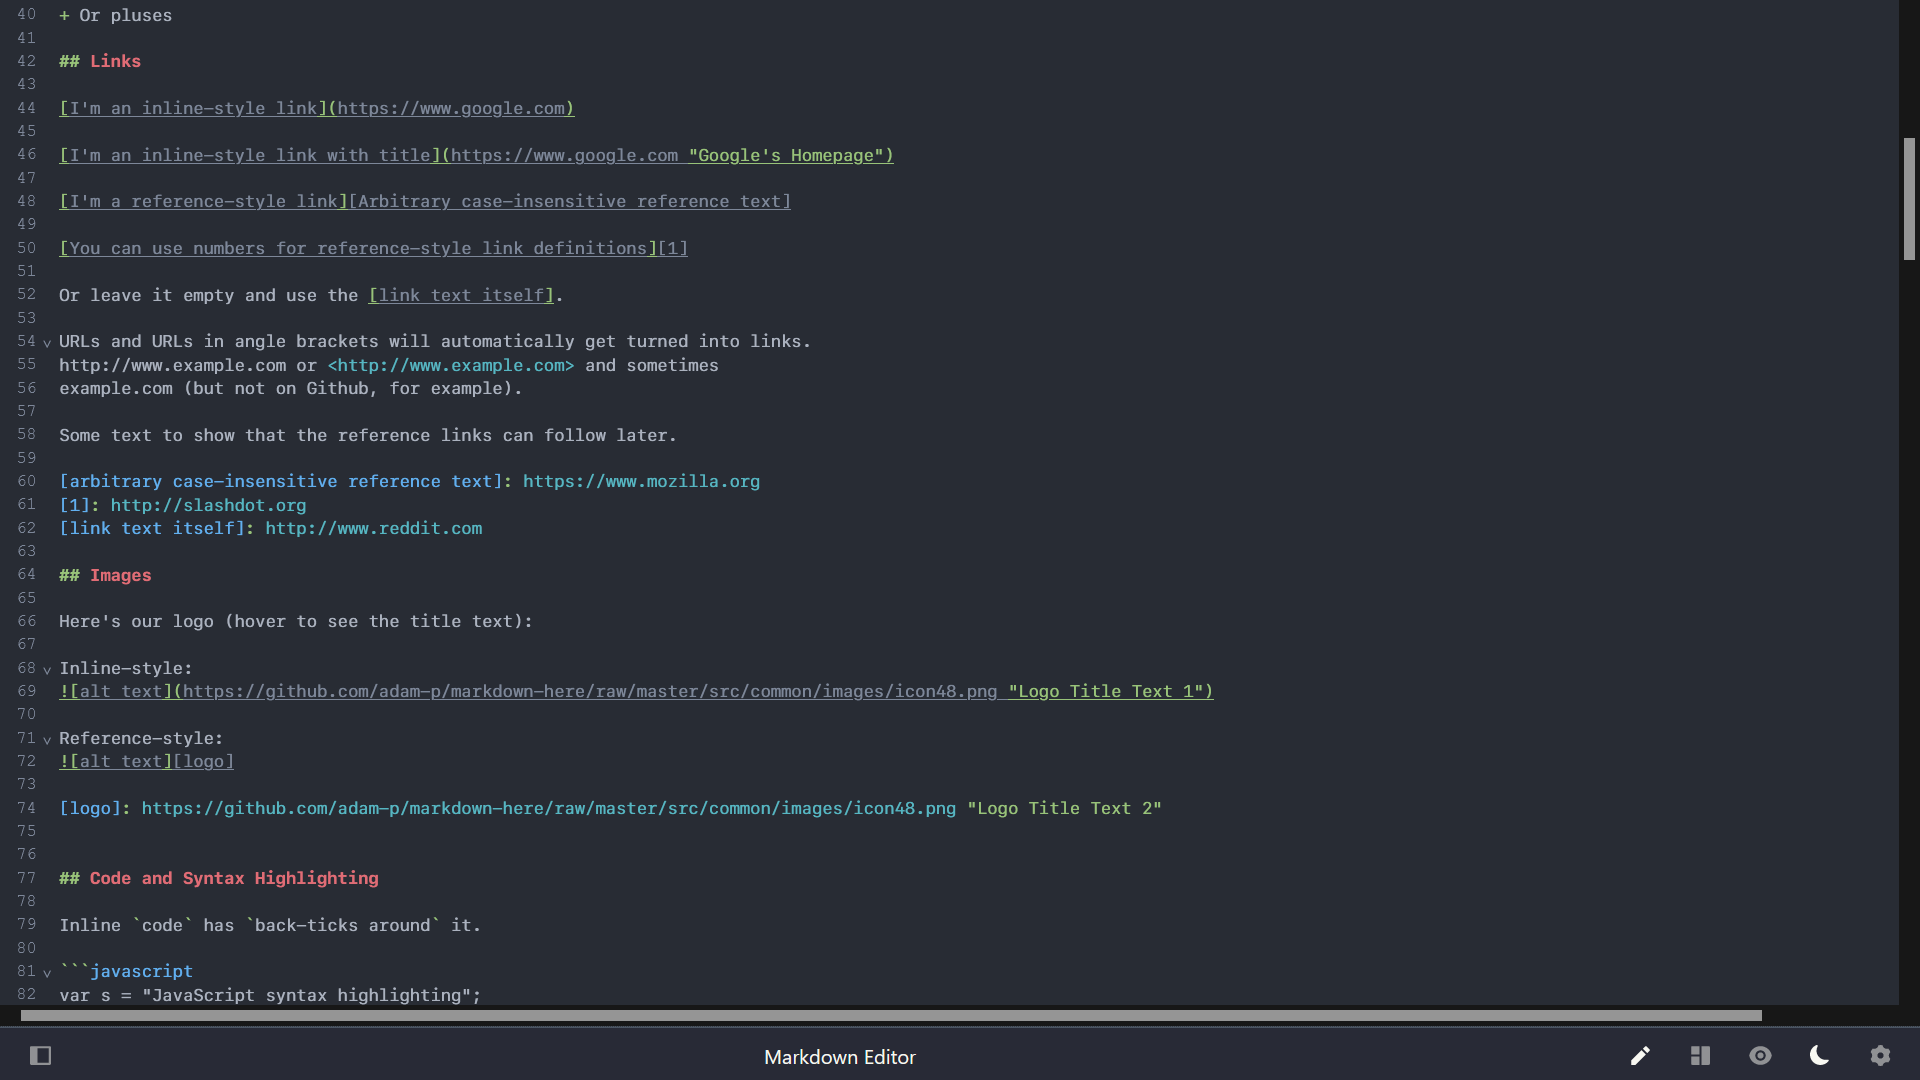 40 + Or pluses
41
42 ## Links
43
44 [I'm an inline-style link](https://www.google.com)
45
46 [I'm an inline-style link with title](https://www.google.com "Google's Homepage")
47
48 [I'm a reference-style link][Arbitrary case-insensitive reference text]
49
50 [You can use numbers for reference-style link definitions][1]
51
52 Or leave it empty and use the [link text itself].
53
54 URLs and URLs in angle brackets will automatically get turned into links.
55 http://www.example.com or <http://www.example.com> and sometimes
56 example.com (but not on Github, for example).
57
58 Some text to show that the reference links can follow later.
59
60 [arbitrary case-insensitive reference text]: https://www.mozilla.org
61 [1]: http://slashdot.org
62 [link text itself]: http://www.reddit.com
63
64 ## Images
65
66 Here's our logo (hover to see the title text):
67
68 Inline-style:
69 ![alt text](https://github.com/adam-p/markdown-here/raw/master/src/common/images/icon48.png "Logo Title Text 1")
70
71 Reference-style:
72 ![alt text][logo]
73
74 [logo]: https://github.com/adam-p/markdown-here/raw/master/src/common/images/icon48.png "Logo Title Text 2"
75
76
77 ## Code and Syntax Highlighting
78
79 Inline `code` has `back-ticks around` it.
80
81 ```javascript
82 var s = "JavaScript syntax highlighting";
Markdown Editor